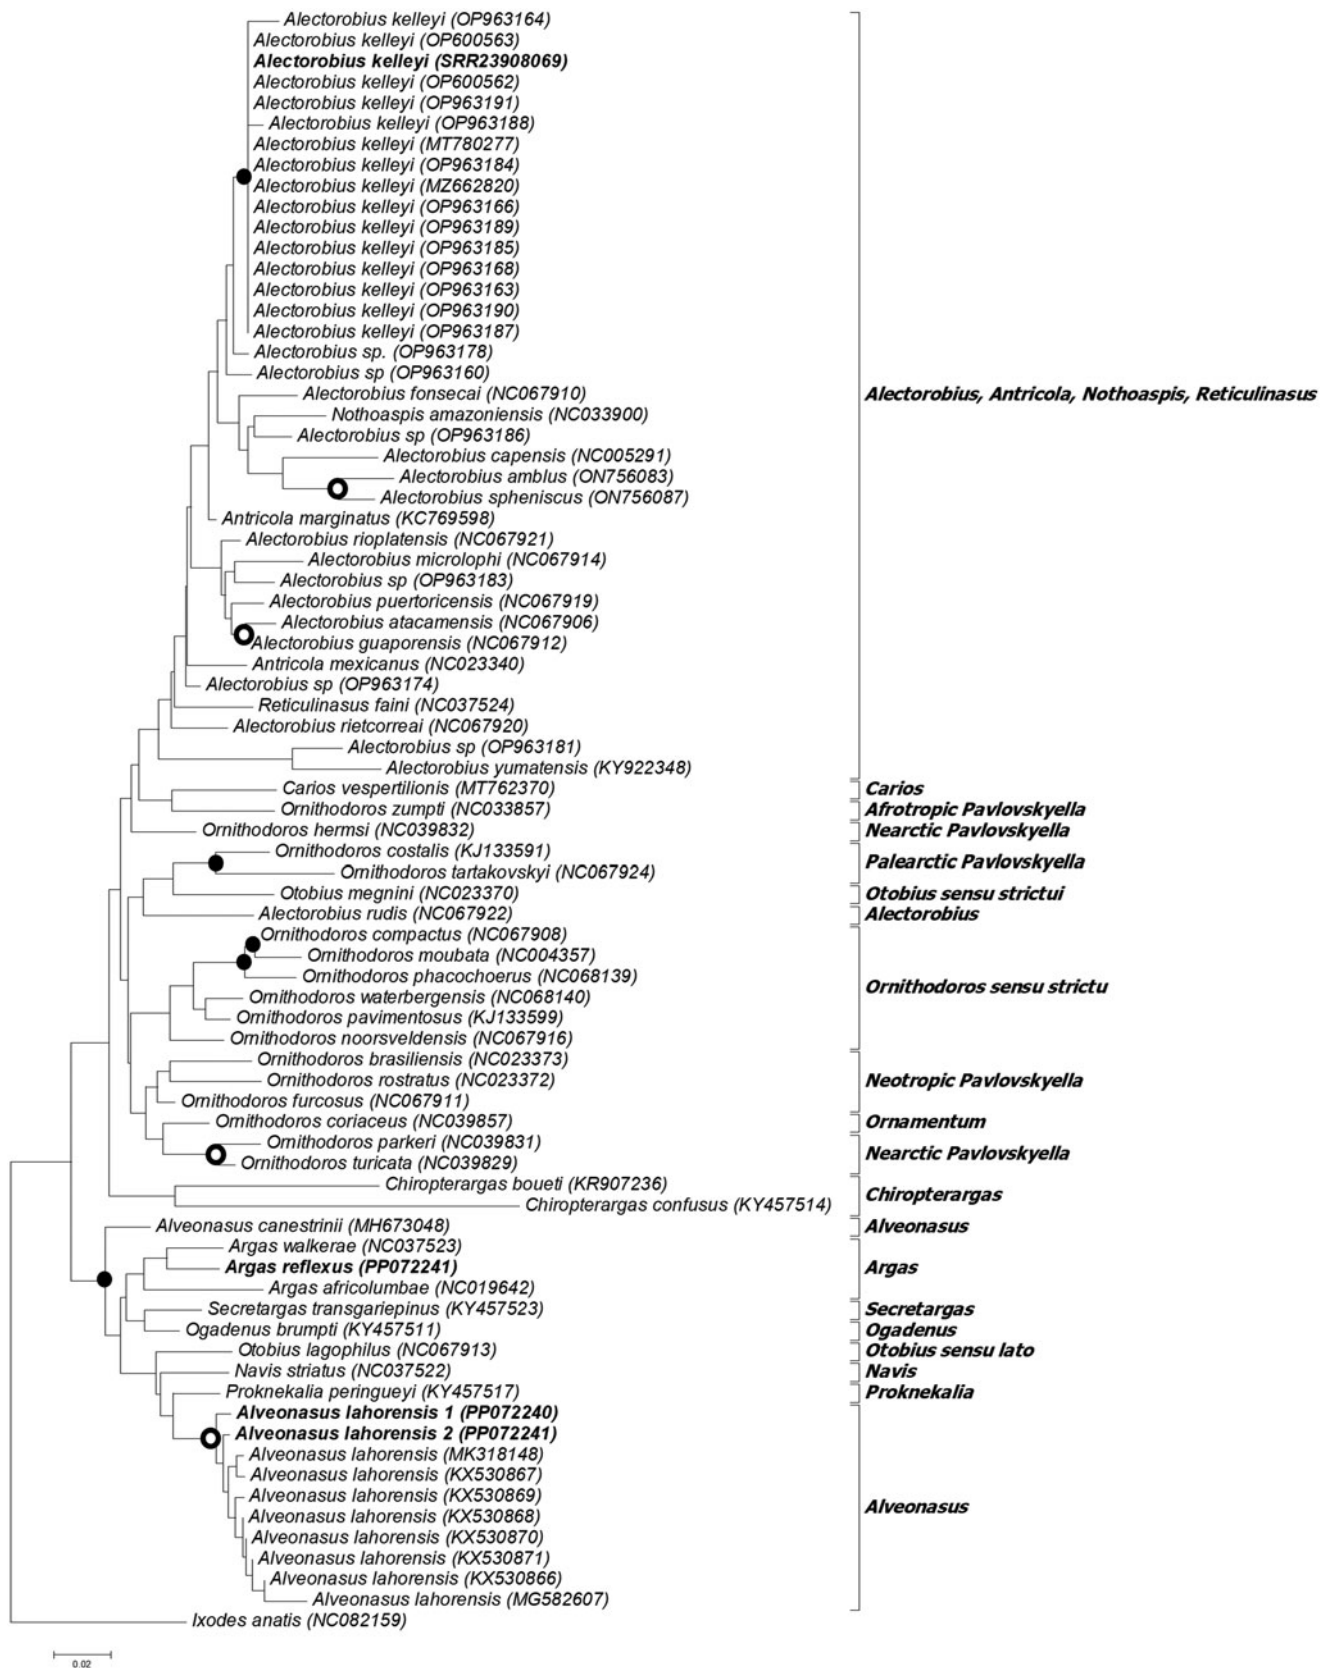 Alectorobius kelleyi (OP963164)
Alectorobius kelleyi (OP600563)
Alectorobius kelleyi (SRR23908069)
Alectorobius kelleyi (OP600562)
Alectorobius kelleyi (OP963191)
Alectorobius kelleyi (OP963188)
Alectorobius kelleyi (MT780277)
Alectorobius kelleyi (OP963184)
Alectorobius kelleyi (MZ662820)
Alectorobius kelleyi (OP963166)
Alectorobius kelleyi (OP963189)
Alectorobius kelleyi (OP963185)
Alectorobius kelleyi (OP963168)
Alectorobius kelleyi (OP963163)
Alectorobius kelleyi (OP963190)
Alectorobius kelleyi (OP963187)
Alectorobius sp. (OP963178)
Alectorobius sp (OP963160)
Alectorobius fonsecai (NC067910)
Alectorobius, Antricola, Nothoaspis, Reticulinasus
Nothoaspis amazoniensis (NC033900)
Alectorobius sp (OP963186)
Alectorobius capensis (NC005291)
Alectorobius amblus (ON756083)
Alectorobius spheniscus (ON756087)
Antricola marginatus (KC769598)
Alectorobius rioplatensis (NC067921)
Alectorobius microlophi (NC067914)
Alectorobius sp (OP963183)
Alectorobius puertoricensis (NC067919)
Alectorobius atacamensis (NC067906)
Alectorobius guaporensis (NC067912)
Antricola mexicanus (NC023340)
Alectorobius sp (OP963174)
Reticulinasus faini (NC037524)
Alectorobius rietcorreai (NC067920)
Alectorobius sp (OP963181)
Alectorobius yumatensis (KY922348)
Carios vespertilionis (MT762370)
Carios
Ornithodoros zumpti (NC033857)
Afrotropic Pavlovskyella
Ornithodoros hermsi (NC039832)
Nearctic Pavlovskyella
Ornithodoros costalis (KJ133591)
Palearctic Pavlovskyella
Ornithodoros tartakovskyi (NC067924)
Otobius megnini (NC023370)
Otobius sensu strictui
Alectorobius rudis (NC067922)
Alectorobius
Ornithodoros compactus (NC067908)
Ornithodoros moubata (NC004357)
Ornithodoros phacochoerus (NC068139)
Ornithodoros sensu strictu
Ornithodoros waterbergensis (NC068140)
Ornithodoros pavimentosus (KJ133599)
Ornithodoros noorsveldensis (NC067916)
Ornithodoros brasiliensis (NC023373)
Ornithodoros rostratus (NC023372)
Neotropic Pavlovskyella
Ornithodoros furcosus (NC067911)
Ornithodoros coriaceus (NC039857)
Ornamentum
Ornithodoros parkeri (NC039831)
Nearctic Pavlovskyella
Ornithodoros turicata (NC039829)
Chiropterargas boueti (KR907236)
Chiropterargas
Chiropterargas confusus (KY457514)
Alveonasus canestrinii (MH673048)
Alveonasus
Argas walkerae (NC037523)
Argas reflexus (PP072241)
Argas
Argas africolumbae (NC019642)
Secretargas transgariepinus (KY457523)
Secretargas
Ogadenus brumpti (KY457511)
Ogadenus
Otobius lagophilus (NC067913)
Otobius sensu lato
Navis striatus (NC037522)
Navis
Proknekalia peringueyi (KY457517)
Proknekalia
Alveonasus lahorensis 1 (PP072240)
Alveonasus lahorensis 2 (PP072241)
Alveonasus lahorensis (MK318148)
Alveonasus lahorensis (KX530867)
Alveonasus lahorensis (KX530869)
Alveonasus
Alveonasus lahorensis (KX530868)
Alveonasus lahorensis (KX530870)
Alveonasus lahorensis (KX530871)
Alveonasus lahorensis (KX530866)
Alveonasus lahorensis (MG582607)
Ixodes anatis (NC082159)
0.02